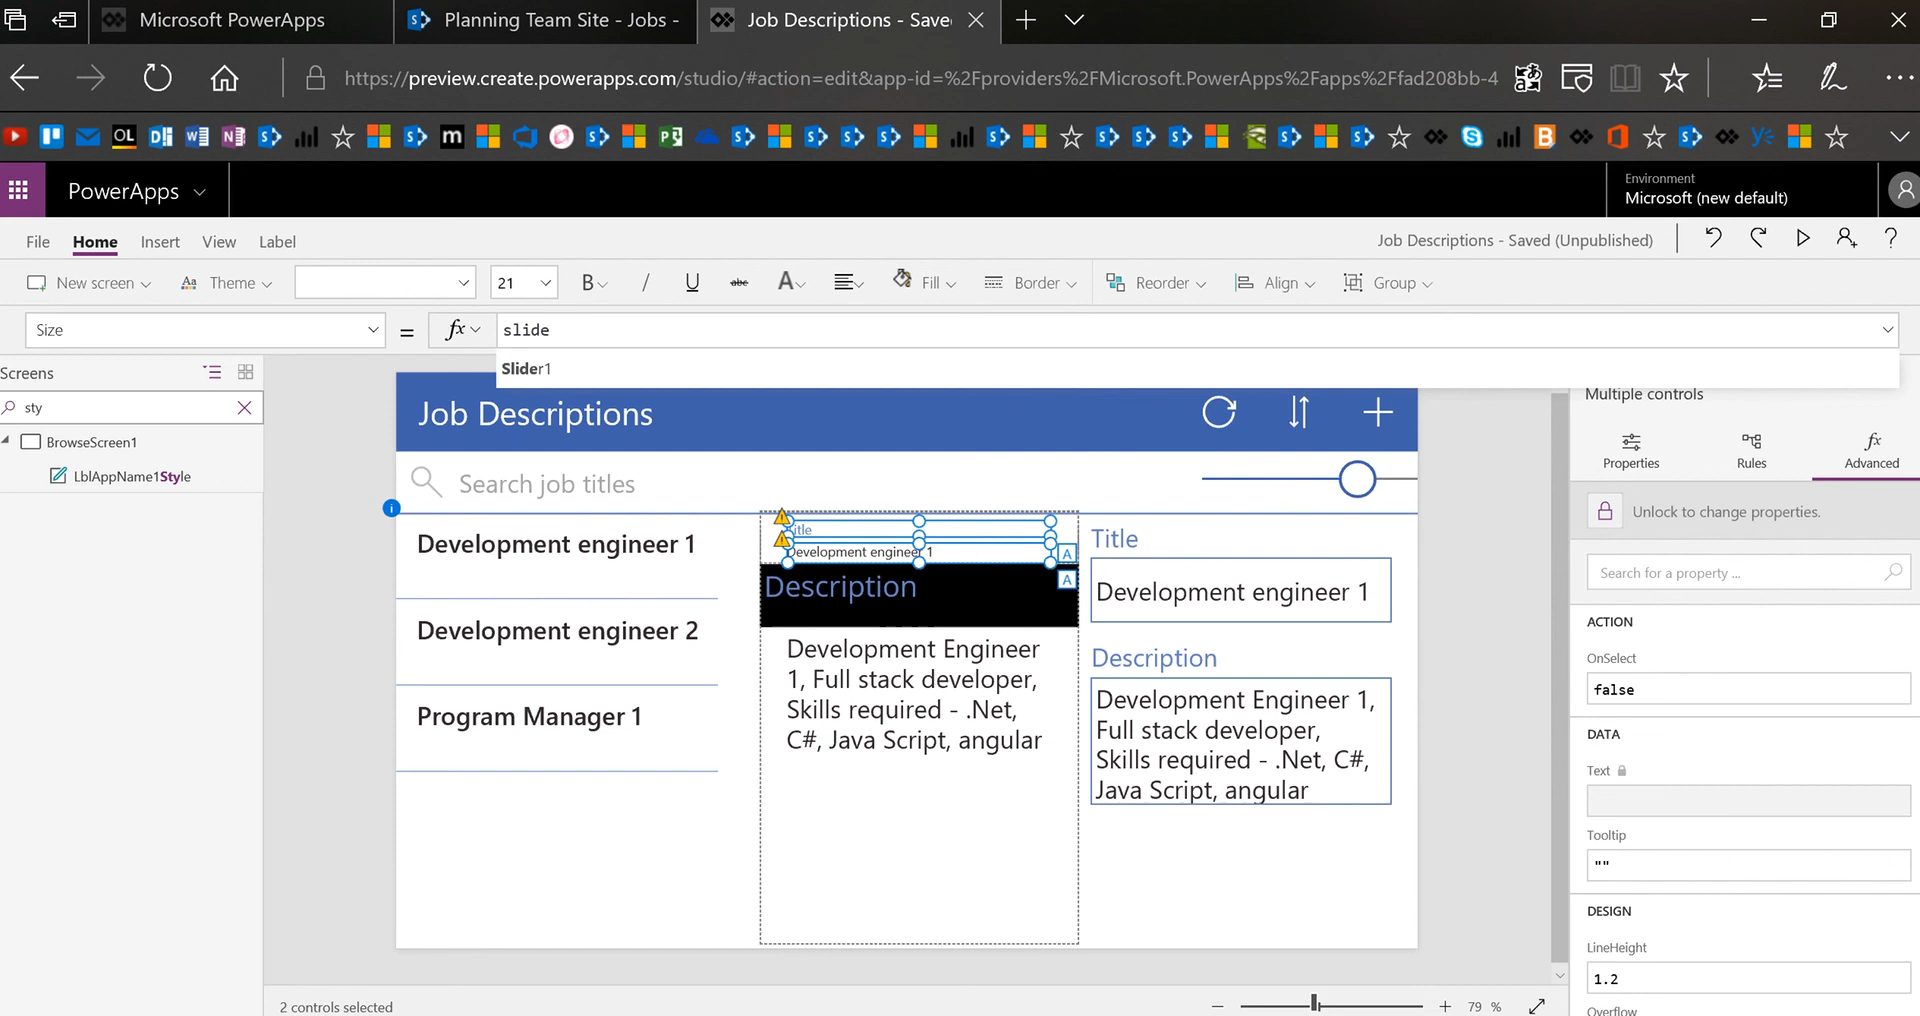 Microsoft PowerApps
Planning Team Site - Jobs -
Job Descriptions - Save
https://preview.create.powerapps.com/studio/#action=edit&app-id=%2Fproviders%2FMicrosoft.PowerApps%2Fapps%2Ffad208bb-4
PowerApps
Environment
Microsoft (new default)
File Home Insert View Label
Job Descriptions - Saved (Unpublished)
New screen Theme 21 B / U abc A Fill Border Reorder Align Group
Size = fx slide
Slider1
Screens
sty
BrowseScreen1
LblAppName1Style
Job Descriptions
Search job titles
Development engineer 1
Development engineer 2
Program Manager 1
itle
Development engineer 1
A
A
Description
Development Engineer
1, Full stack developer,
Skills required - .Net,
C#, Java Script, angular
Title
Development engineer 1
Description
Development Engineer 1,
Full stack developer,
Skills required - .Net, C#,
Java Script, angular
Multiple controls
Properties Rules Advanced
Unlock to change properties.
Search for a property ...
ACTION
OnSelect
false
DATA
Text
Tooltip
""
DESIGN
LineHeight
1.2
Overflow
2 controls selected
79 %